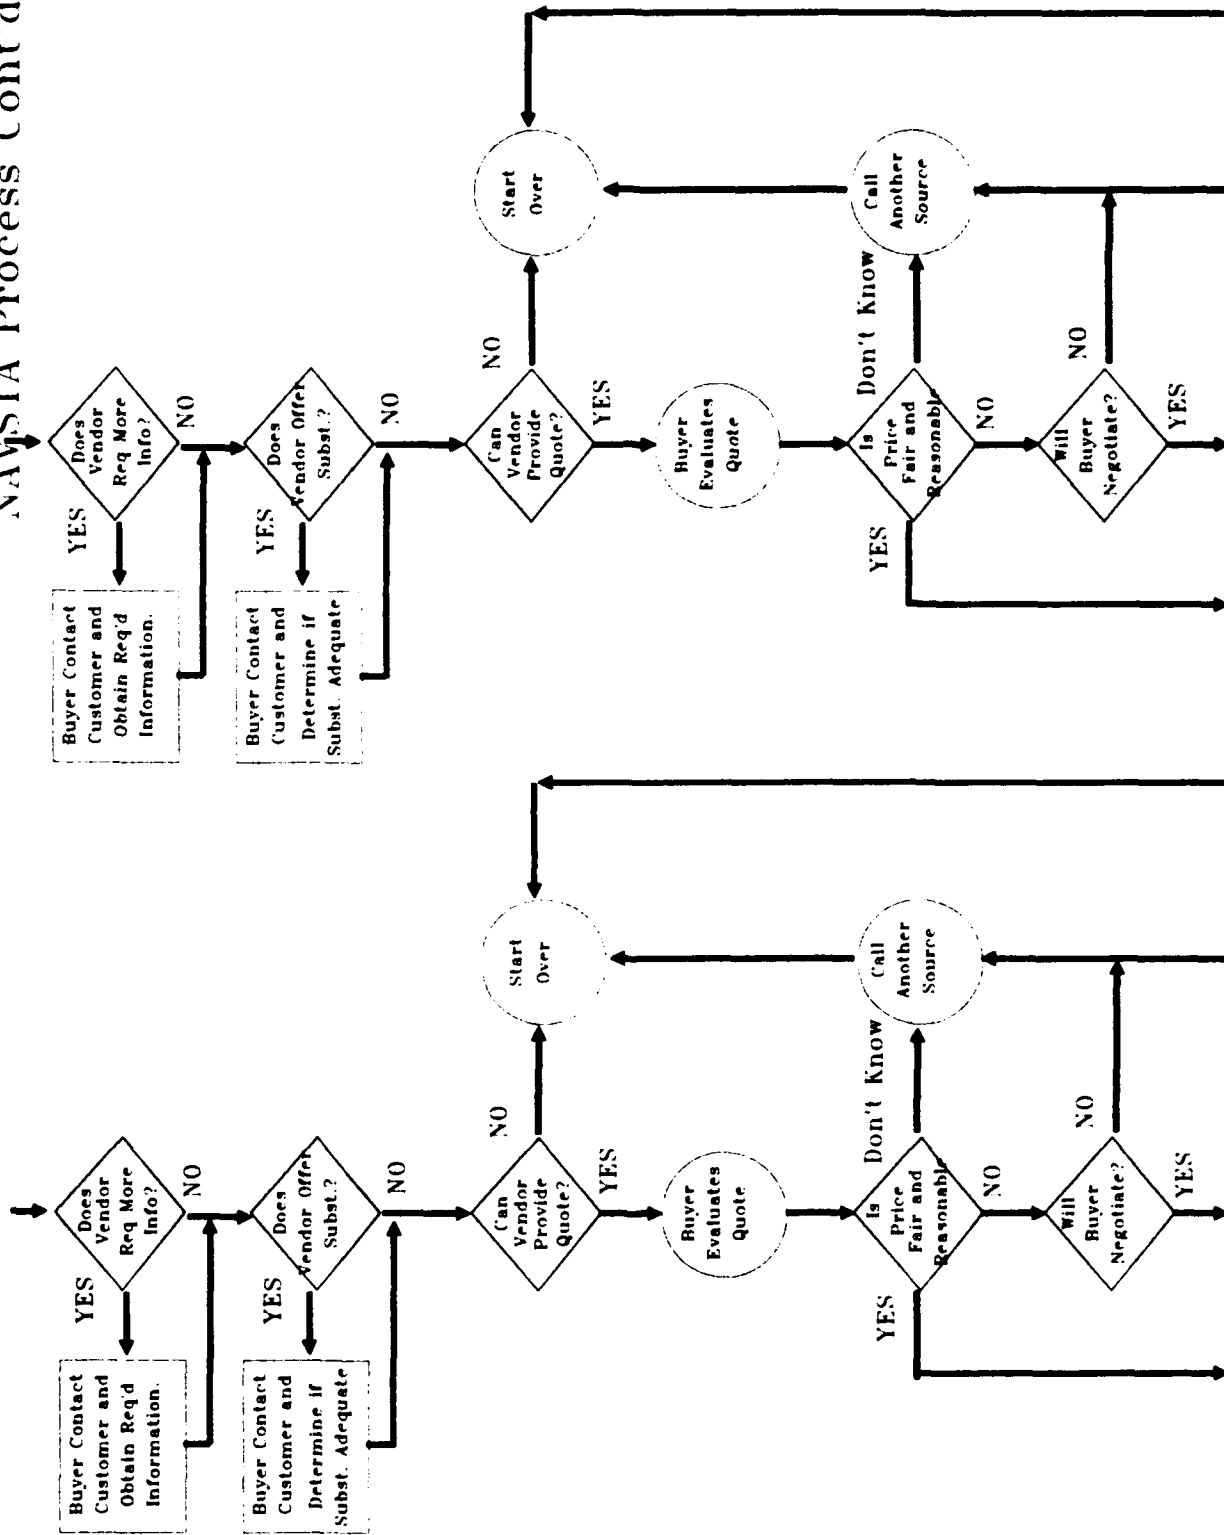 NAWSTA Process Cont'd
Does
Vendor
Req More
Info?
YES
NO
Buyer Contact
Customer and
Obtain Req'd
Information.
Does
Vendor Offer
Subst.?
YES
NO
Buyer Contact
Customer and
Determine if
Subst. Adequate
Can
Vendor
Provide
Quote?
NO
YES
Start
Over
Buyer
Evaluates
Quote
Is
Price
Fair and
Reasonable
YES
Don't Know
NO
Call
Another
Source
Will
Buyer
Negotiate?
NO
YES
Does
Vendor
Req More
Info?
YES
NO
Buyer Contact
Customer and
Obtain Req'd
Information.
Does
Vendor Offer
Subst.?
YES
NO
Buyer Contact
Customer and
Determine if
Subst. Adequate
Can
Vendor
Provide
Quote?
NO
YES
Start
Over
Buyer
Evaluates
Quote
Is
Price
Fair and
Reasonable
YES
Don't Know
NO
Call
Another
Source
Will
Buyer
Negotiate?
NO
YES